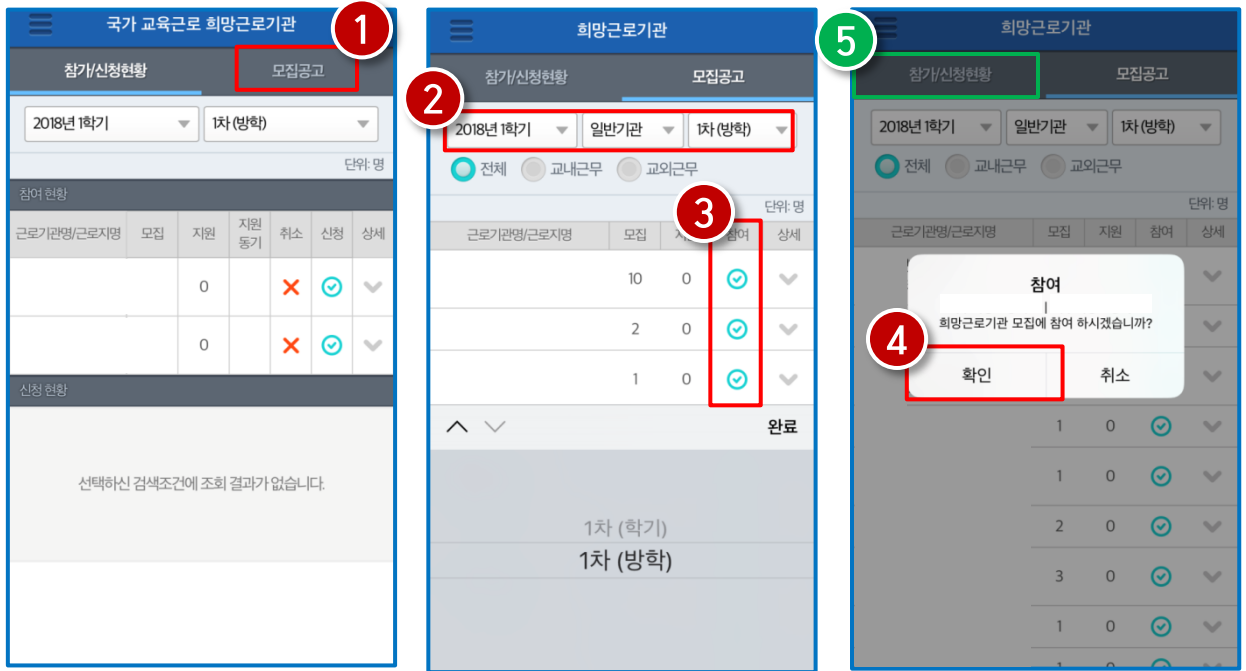 국가 교육근로 희망근로기관
1
참가/신청현황 모집공고
2018년 1학기 1차 (방학)
단위: 명
참여 현황
근로기관명/근로지명 모집 지원 지원 동기 취소 신청 상세
0
0
신청 현황
선택하신 검색조건에 조회 결과가 없습니다.
희망근로기관
참가/신청현황 모집공고
2
2018년 1학기 일반기관 1차 (방학)
전체 교내근무 교외근무
3
단위: 명
근로기관명/근로지명 모집 참여 상세
10 0
2 0
1 0
완료
1차 (학기)
1차 (방학)
희망근로기관
5
참가/신청현황 모집공고
2018년 1학기 일반기관 1차 (방학)
전체 교내근무 교외근무
단위: 명
근로기관명/근로지명 모집 지원 참여 상세
참여
희망근로기관 모집에 참여 하시겠습니까?
4
확인 취소
1 0
1 0
2 0
3 0
1 0
1 0